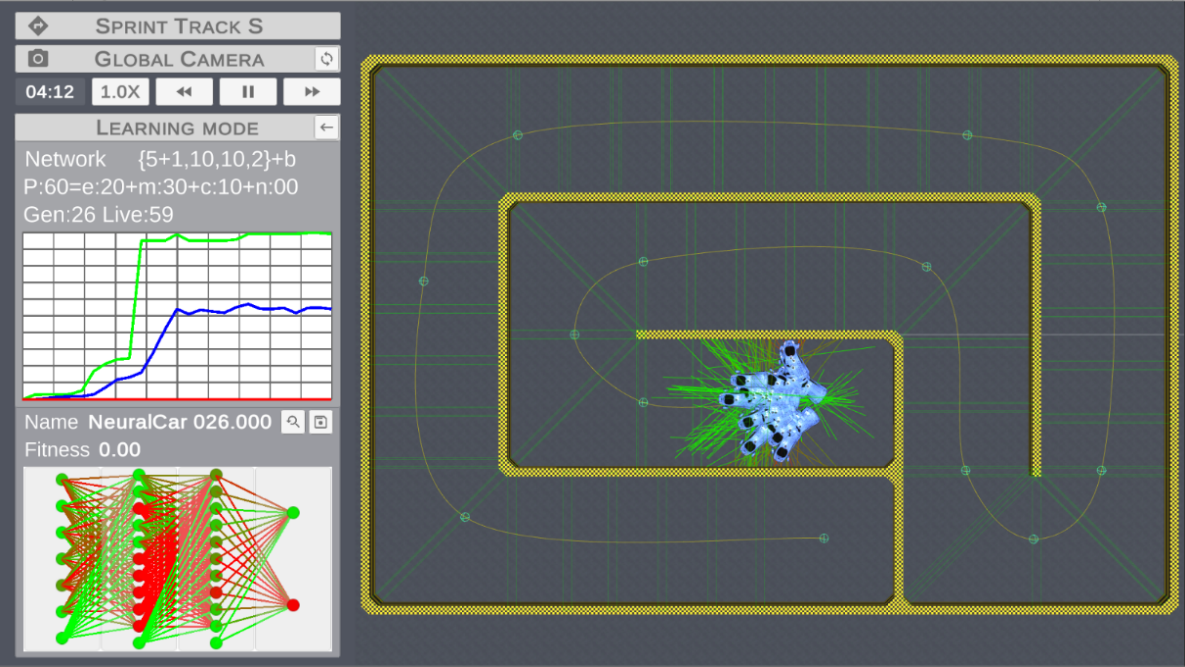 SPRINT TRACK S
GLOBAL CAMERA
04:12 1.0X
LEARNING MODE
Network {5+1,10,10,2}+b
P:60=e:20+m:30+c:10+n:00
Gen:26 Live:59
Name NeuralCar 026.000
Fitness 0.00